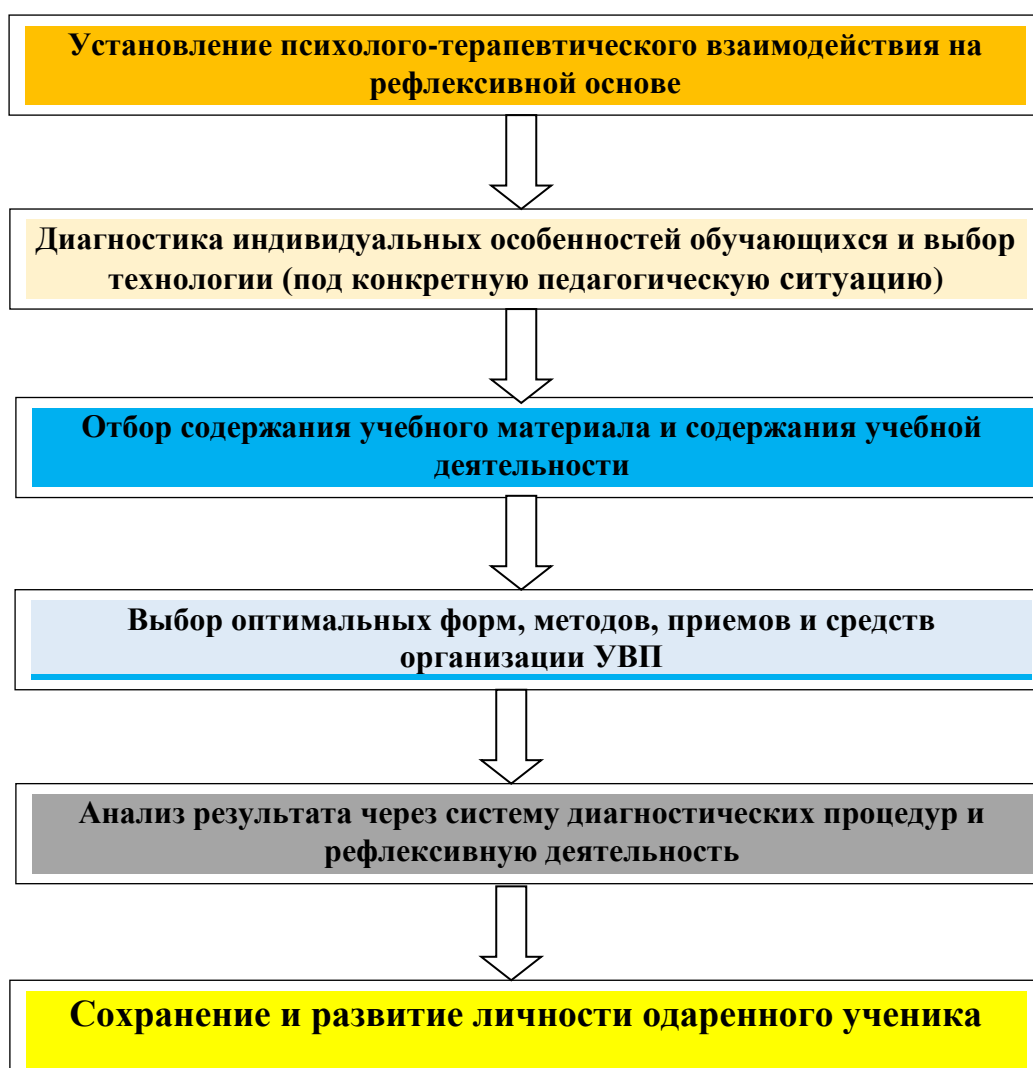 Установление психолого-терапевтического взаимодействия на
рефлексивной основе
Диагностика индивидуальных особенностей обучающихся и выбор
технологии (под конкретную педагогическую ситуацию)
Отбор содержания учебного материала и содержания учебной
деятельности
Выбор оптимальных форм, методов, приемов и средств
организации УВП
Анализ результата через систему диагностических процедур и
рефлексивную деятельность
Сохранение и развитие личности одаренного ученика